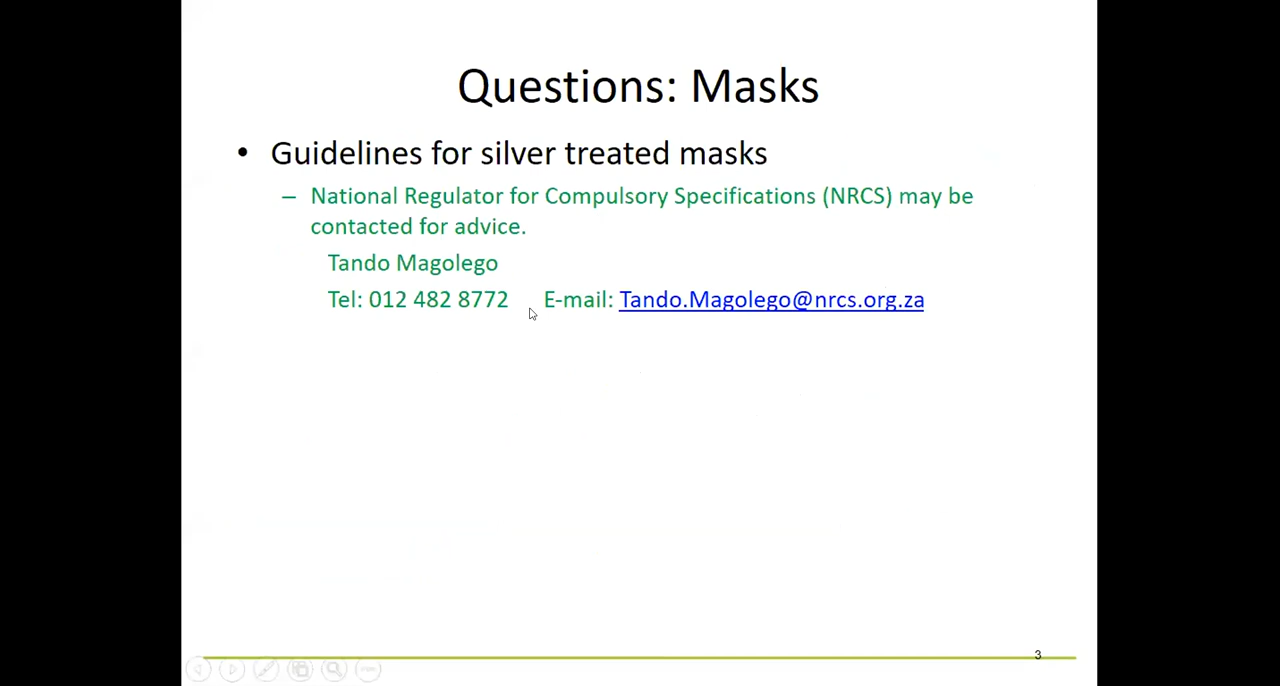 Questions: Masks
• Guidelines for silver treated masks
– National Regulator for Compulsory Specifications (NRCS) may be
contacted for advice.
Tando Magolego
Tel: 012 482 8772 E-mail: Tando.Magolego@nrcs.org.za
3